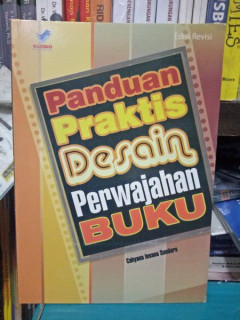 Edisi Revisi
Panduan
Praktis
Desain
Perwajahan
BUKU